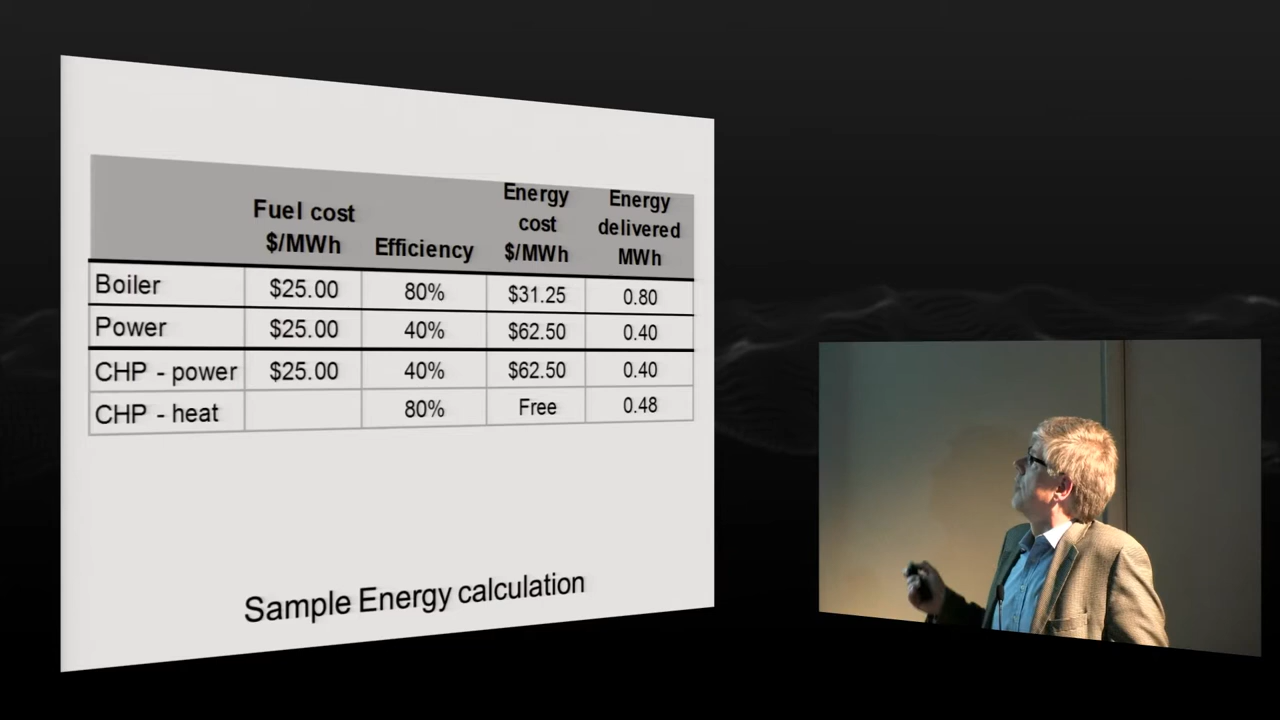 Fuel cost $/MWh Efficiency Energy cost $/MWh Energy delivered MWh
Boiler $25.00 80% $31.25 0.80
Power $25.00 40% $62.50 0.40
CHP - power $25.00 40% $62.50 0.40
CHP - heat 80% Free 0.48
Sample Energy calculation